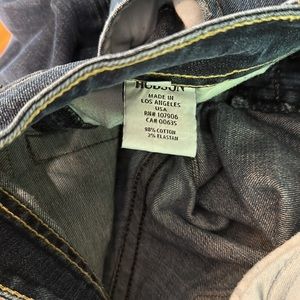 HUDSON
MADE IN
LOS ANGELES
USA
RN# 107906
CA# 00635
98% COTTON
2% ELASTAN